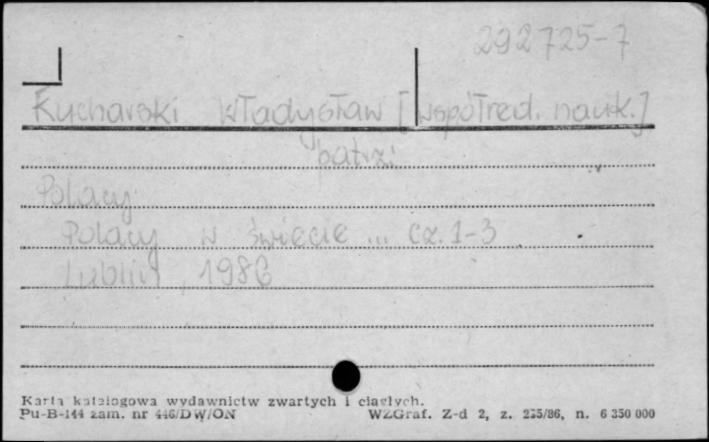 292725-7
Kucharski Władysław [współred. nauk.]
patrz:
Polacy
Polacy w świecie ... cz. 1-3
Lublin, 1986
Karta katalogowa wydawnictw zwartych i ciągłych.
Pu-B-144 zam. nr 446/DW/ON WZGraf. Z-d 2, z. 235/86, n. 6 350 000